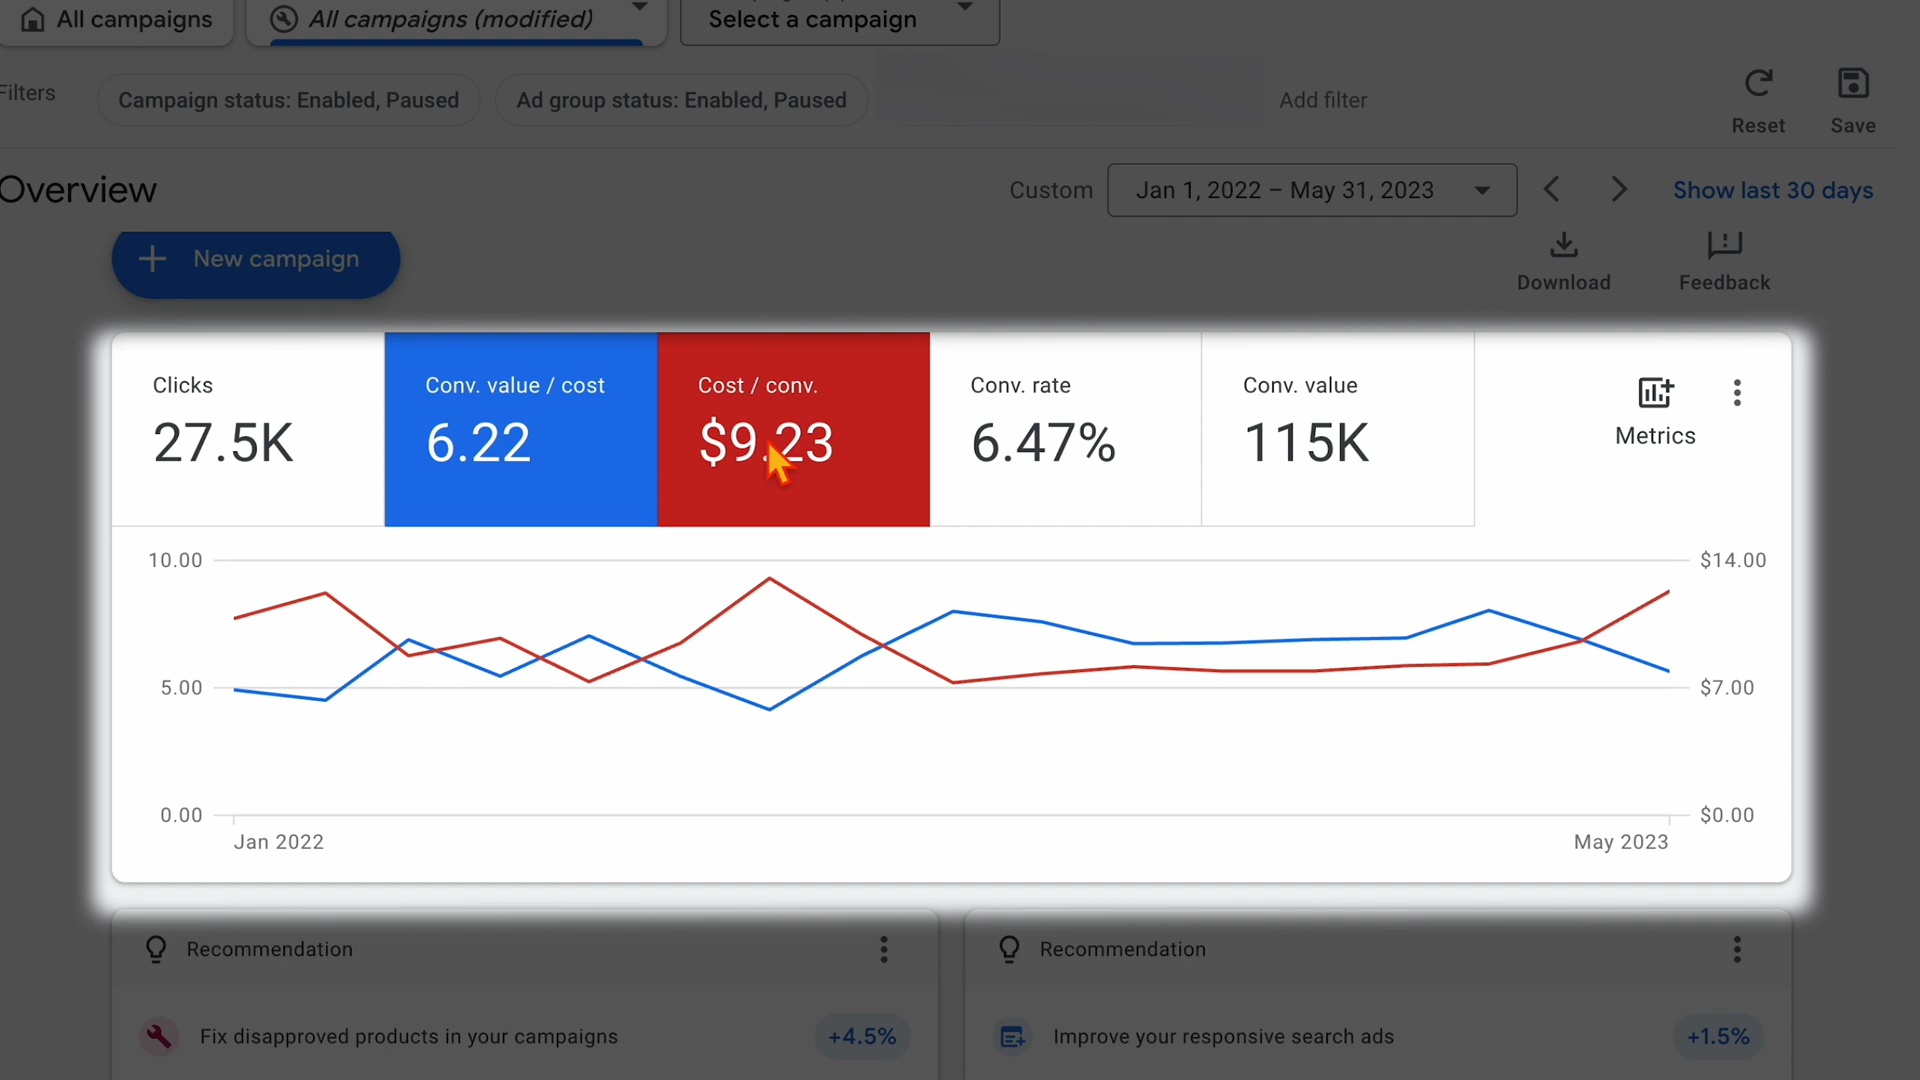 All campaigns
All campaigns (modified)
Select a campaign
Filters
Campaign status: Enabled, Paused
Ad group status: Enabled, Paused
Add filter
Reset
Save
Overview
Custom
Jan 1, 2022 – May 31, 2023
Show last 30 days
New campaign
Download
Feedback
Clicks
27.5K
Conv. value / cost
6.22
Cost / conv.
$9.23
Conv. rate
6.47%
Conv. value
115K
Metrics
10.00
$14.00
5.00
$7.00
0.00
$0.00
Jan 2022
May 2023
Recommendation
Recommendation
Fix disapproved products in your campaigns
+4.5%
Improve your responsive search ads
+1.5%